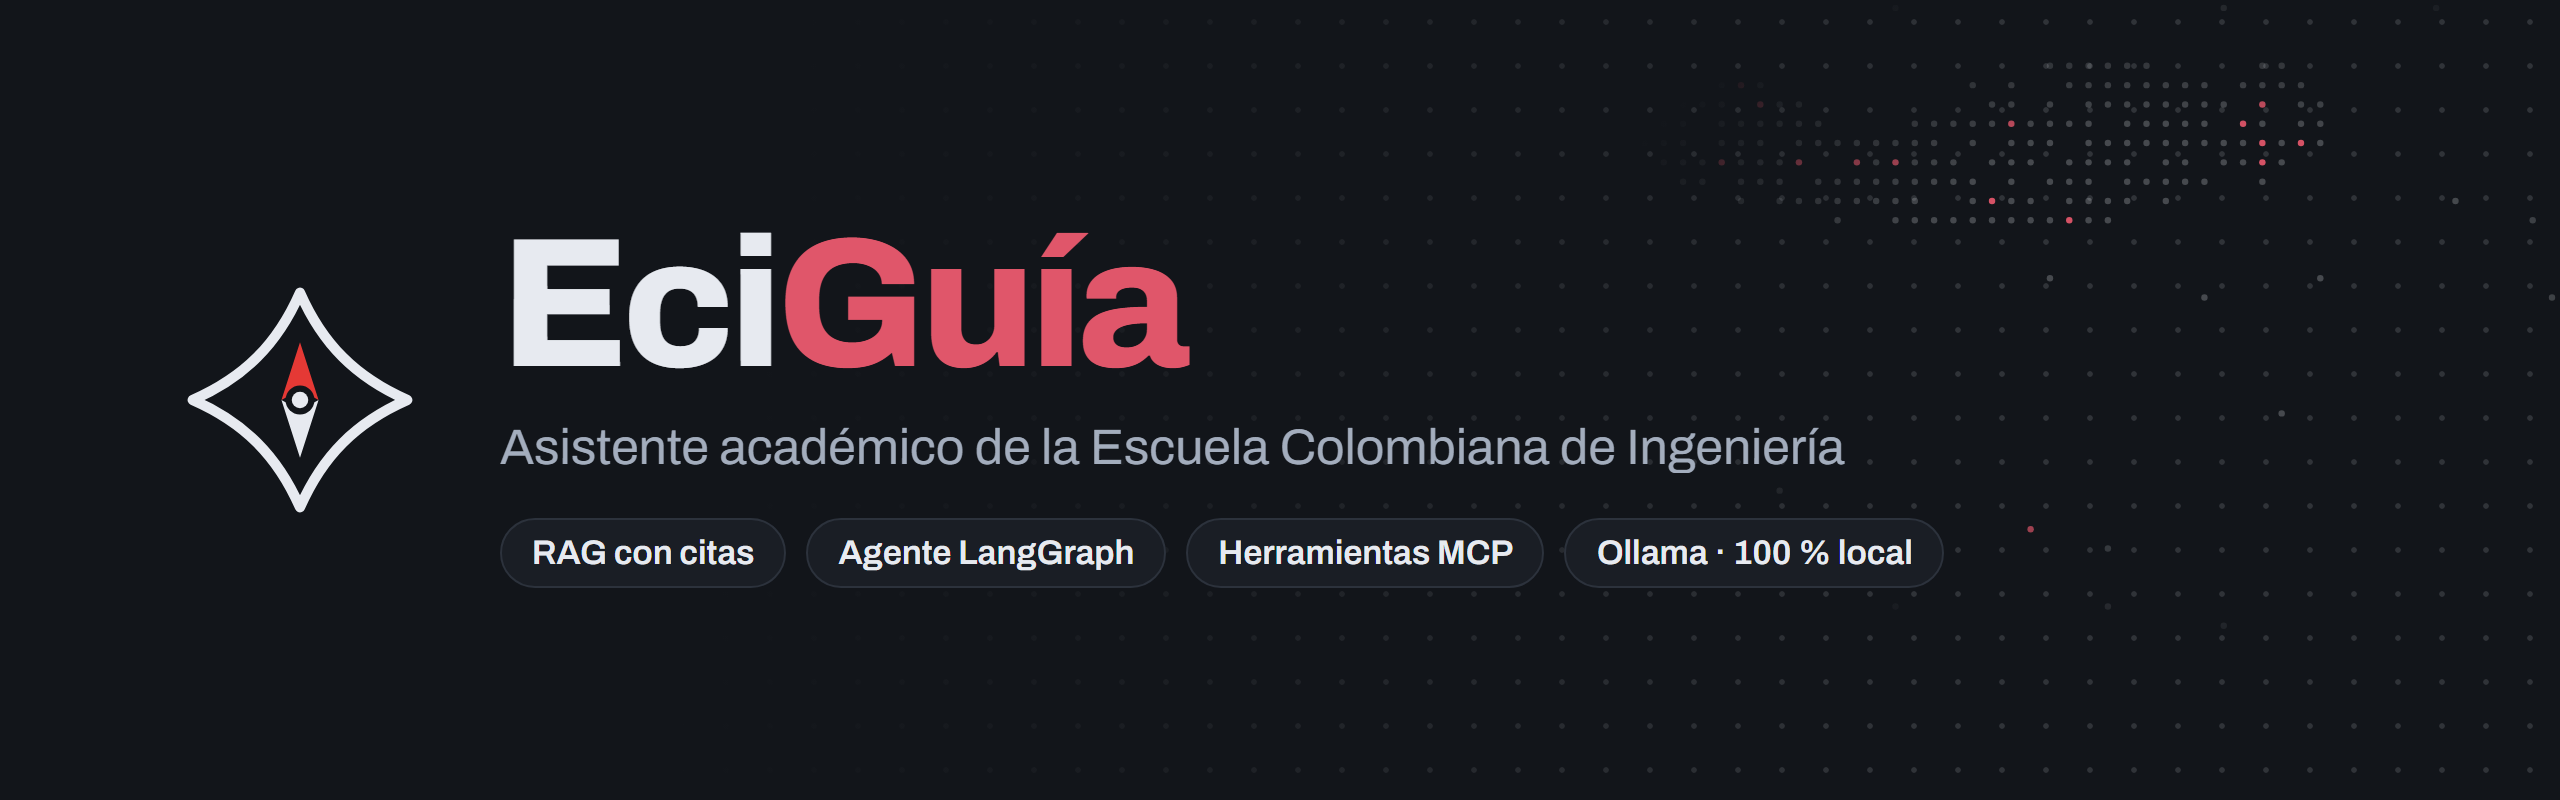 EciGuía
Asistente académico de la Escuela Colombiana de Ingeniería
RAG con citas
Agente LangGraph
Herramientas MCP
Ollama · 100 % local